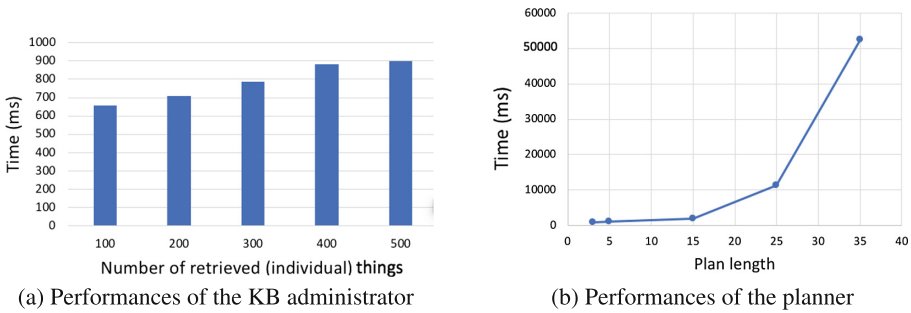 1000
900
800
700
600
500
400
300
200
100
0
Time (ms)
100 200 300 400 500
Number of retrieved (individual) things
(a) Performances of the KB administrator
60000
50000
40000
30000
20000
10000
0
Time (ms)
0 5 10 15 20 25 30 35 40
Plan length
(b) Performances of the planner